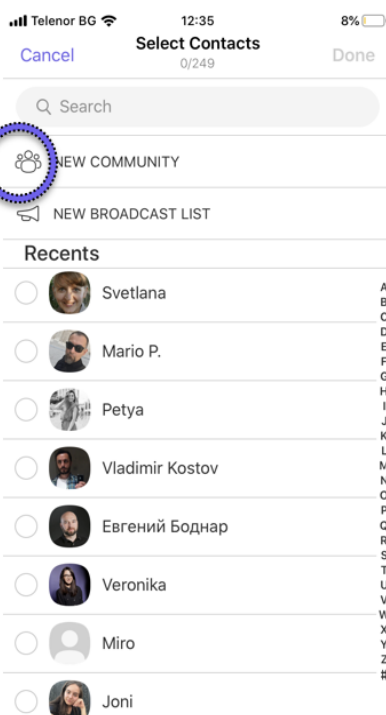 Telenor BG 12:35 8%
Cancel Select Contacts Done
0/249
Search
NEW COMMUNITY
NEW BROADCAST LIST
Recents
Svetlana
Mario P.
Petya
Vladimir Kostov
Евгений Боднар
Veronika
Miro
Joni
A
B
C
D
E
F
G
H
I
J
K
L
M
N
O
P
Q
R
S
T
U
V
W
X
Y
Z
#